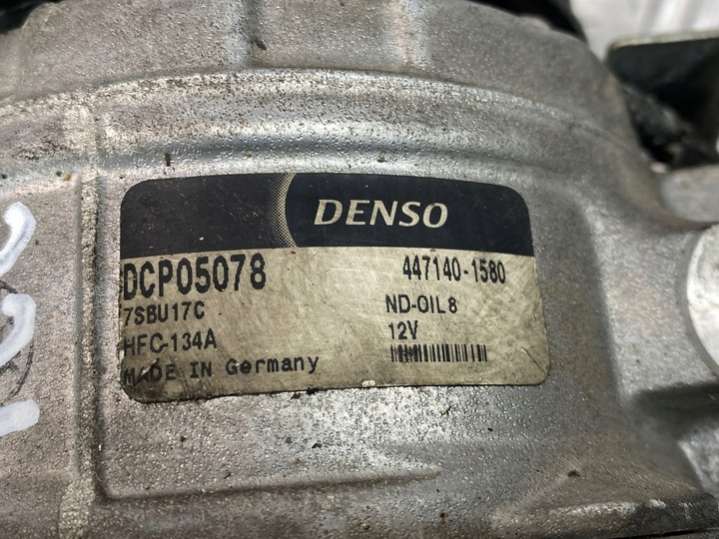 DENSO
DCP05078 447140-1580
7SBU17C ND-OIL8
HFC-134A 12V
MADE IN Germany